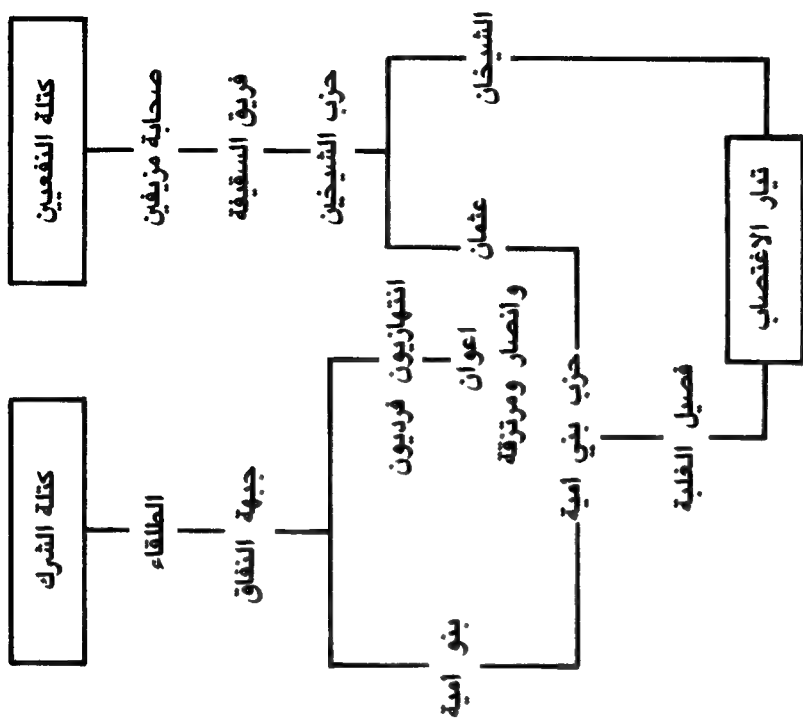 كتلة النفعيين
كتلة الشرك
صحابة مزيفين
الطلقاء
فريق السقيفة
جبهة النفاق
حزب الشيخين
انتهازيون فرديون
الشيخان
عثمان
اعوان
وانصار ومرتزقة
بنو امية
حزب بني امية
فصيل الغلبة
تيار الاغتصاب